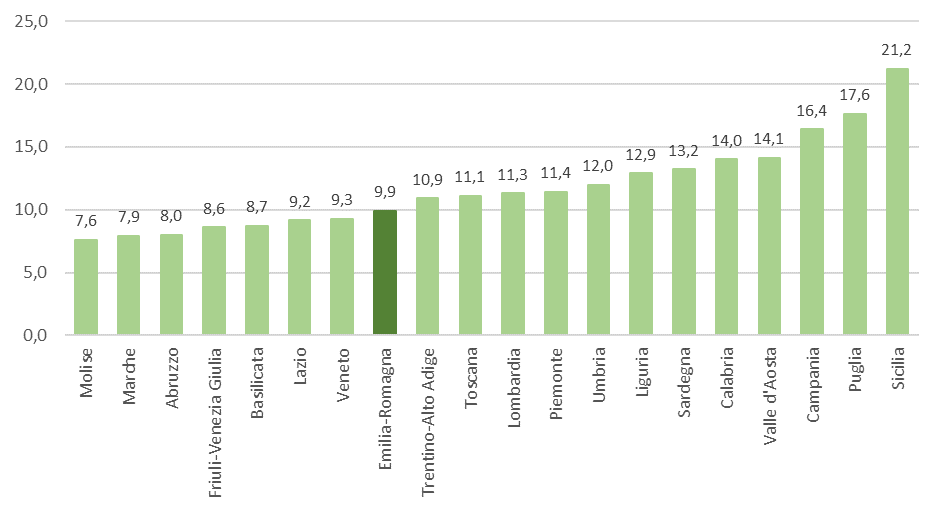 25,0
20,0
15,0
10,0
5,0
0,0
7,6
7,9
8,0
8,6
8,7
9,2
9,3
9,9
10,9
11,1
11,3
11,4
12,0
12,9
13,2
14,0
14,1
16,4
17,6
21,2
Molise
Marche
Abruzzo
Friuli-Venezia Giulia
Basilicata
Lazio
Veneto
Emilia-Romagna
Trentino-Alto Adige
Toscana
Lombardia
Piemonte
Umbria
Liguria
Sardegna
Calabria
Valle d'Aosta
Campania
Puglia
Sicilia